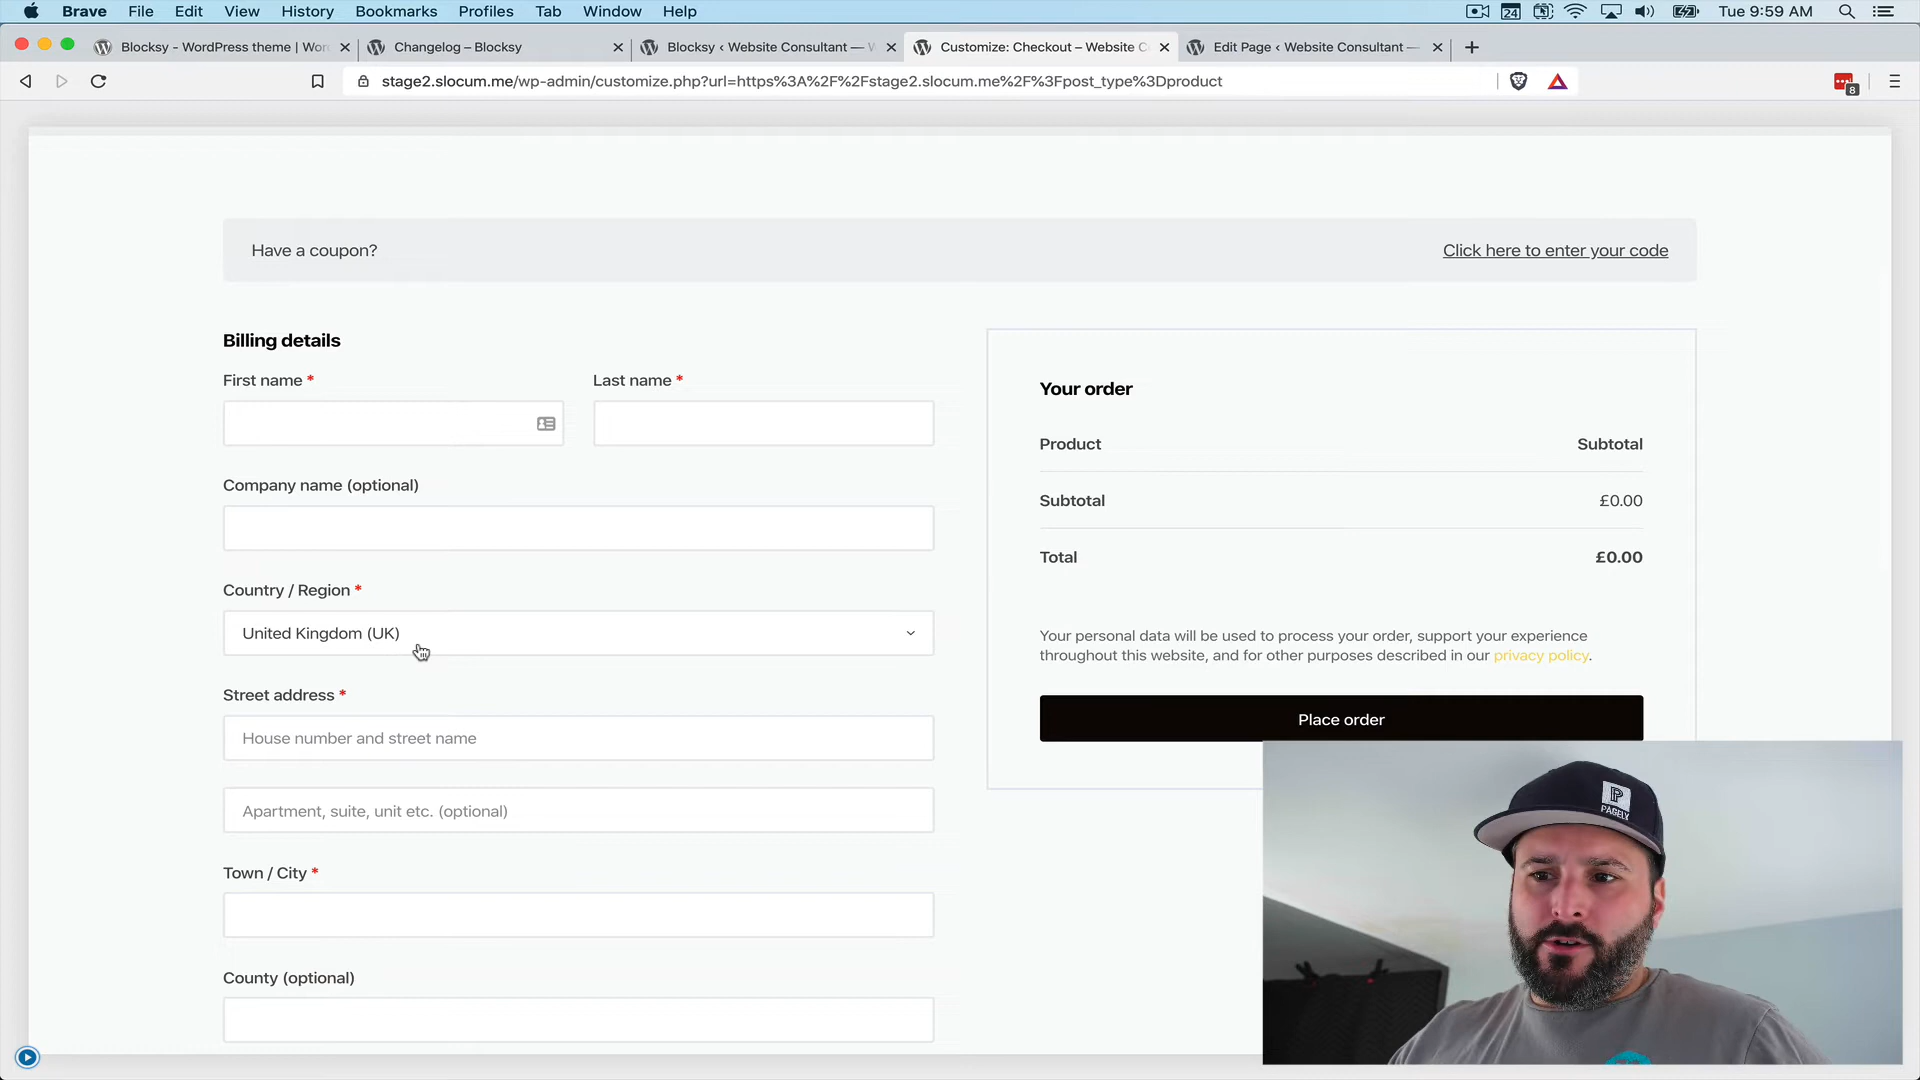 Brave File Edit View History Bookmarks Profiles Tab Window Help 24 Tue 9:59 AM
Blocksy - WordPress theme | Wor Changelog – Blocksy Blocksy ‹ Website Consultant — W Customize: Checkout – Website C Edit Page ‹ Website Consultant —
stage2.slocum.me/wp-admin/customize.php?url=https%3A%2F%2Fstage2.slocum.me%2F%3Fpost_type%3Dproduct 8
Have a coupon? Click here to enter your code
Billing details
First name * Last name *
Company name (optional)
Country / Region *
United Kingdom (UK)
Street address *
House number and street name
Apartment, suite, unit etc. (optional)
Town / City *
County (optional)
Your order
Product Subtotal
Subtotal £0.00
Total £0.00
Your personal data will be used to process your order, support your experience
throughout this website, and for other purposes described in our privacy policy.
Place order
P
PAGELY